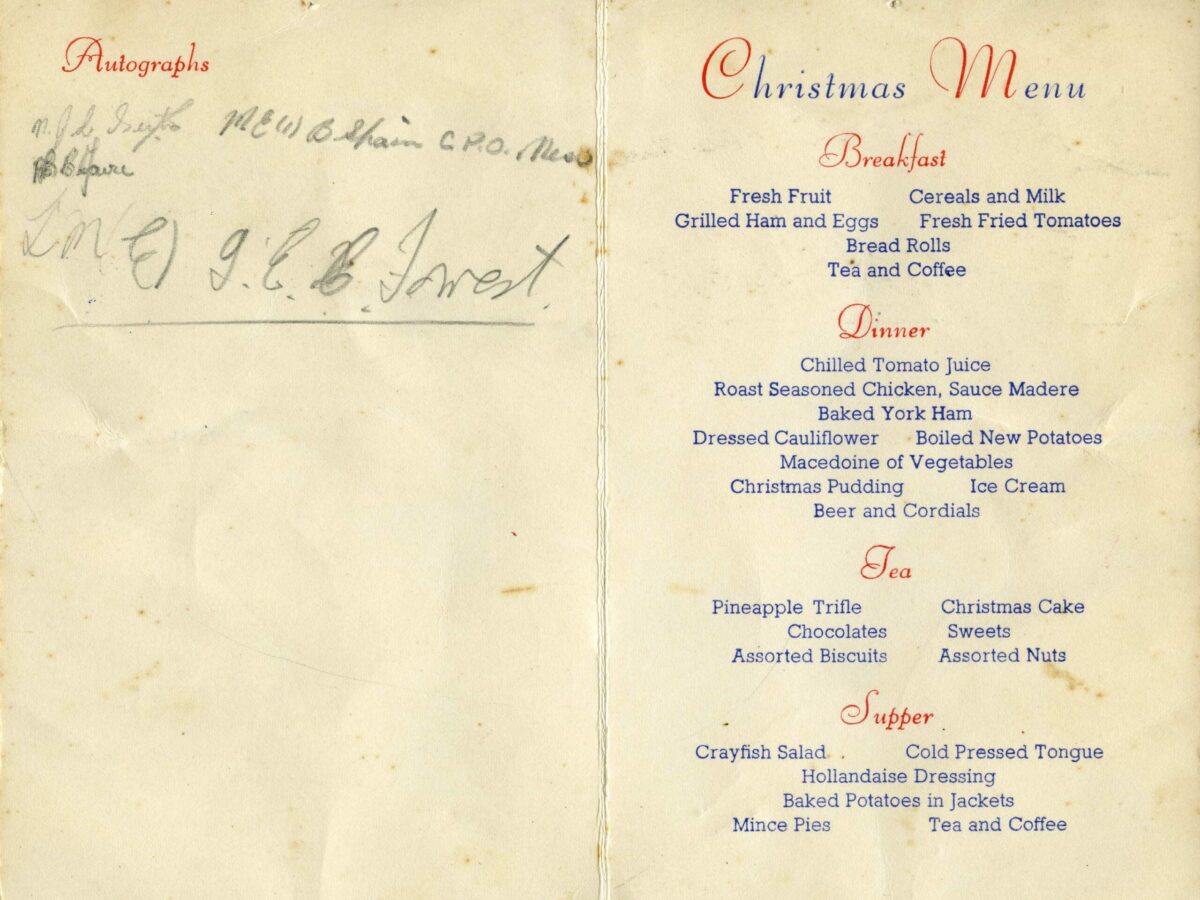 Autographs
M E (1) B Spain C.P.O. Mess
L M (E) J. E. B. Forrest.
Christmas Menu
Breakfast
Fresh Fruit Cereals and Milk
Grilled Ham and Eggs Fresh Fried Tomatoes
Bread Rolls
Tea and Coffee
Dinner
Chilled Tomato Juice
Roast Seasoned Chicken, Sauce Madere
Baked York Ham
Dressed Cauliflower Boiled New Potatoes
Macedoine of Vegetables
Christmas Pudding Ice Cream
Beer and Cordials
Tea
Pineapple Trifle Christmas Cake
Chocolates Sweets
Assorted Biscuits Assorted Nuts
Supper
Crayfish Salad Cold Pressed Tongue
Hollandaise Dressing
Baked Potatoes in Jackets
Mince Pies Tea and Coffee